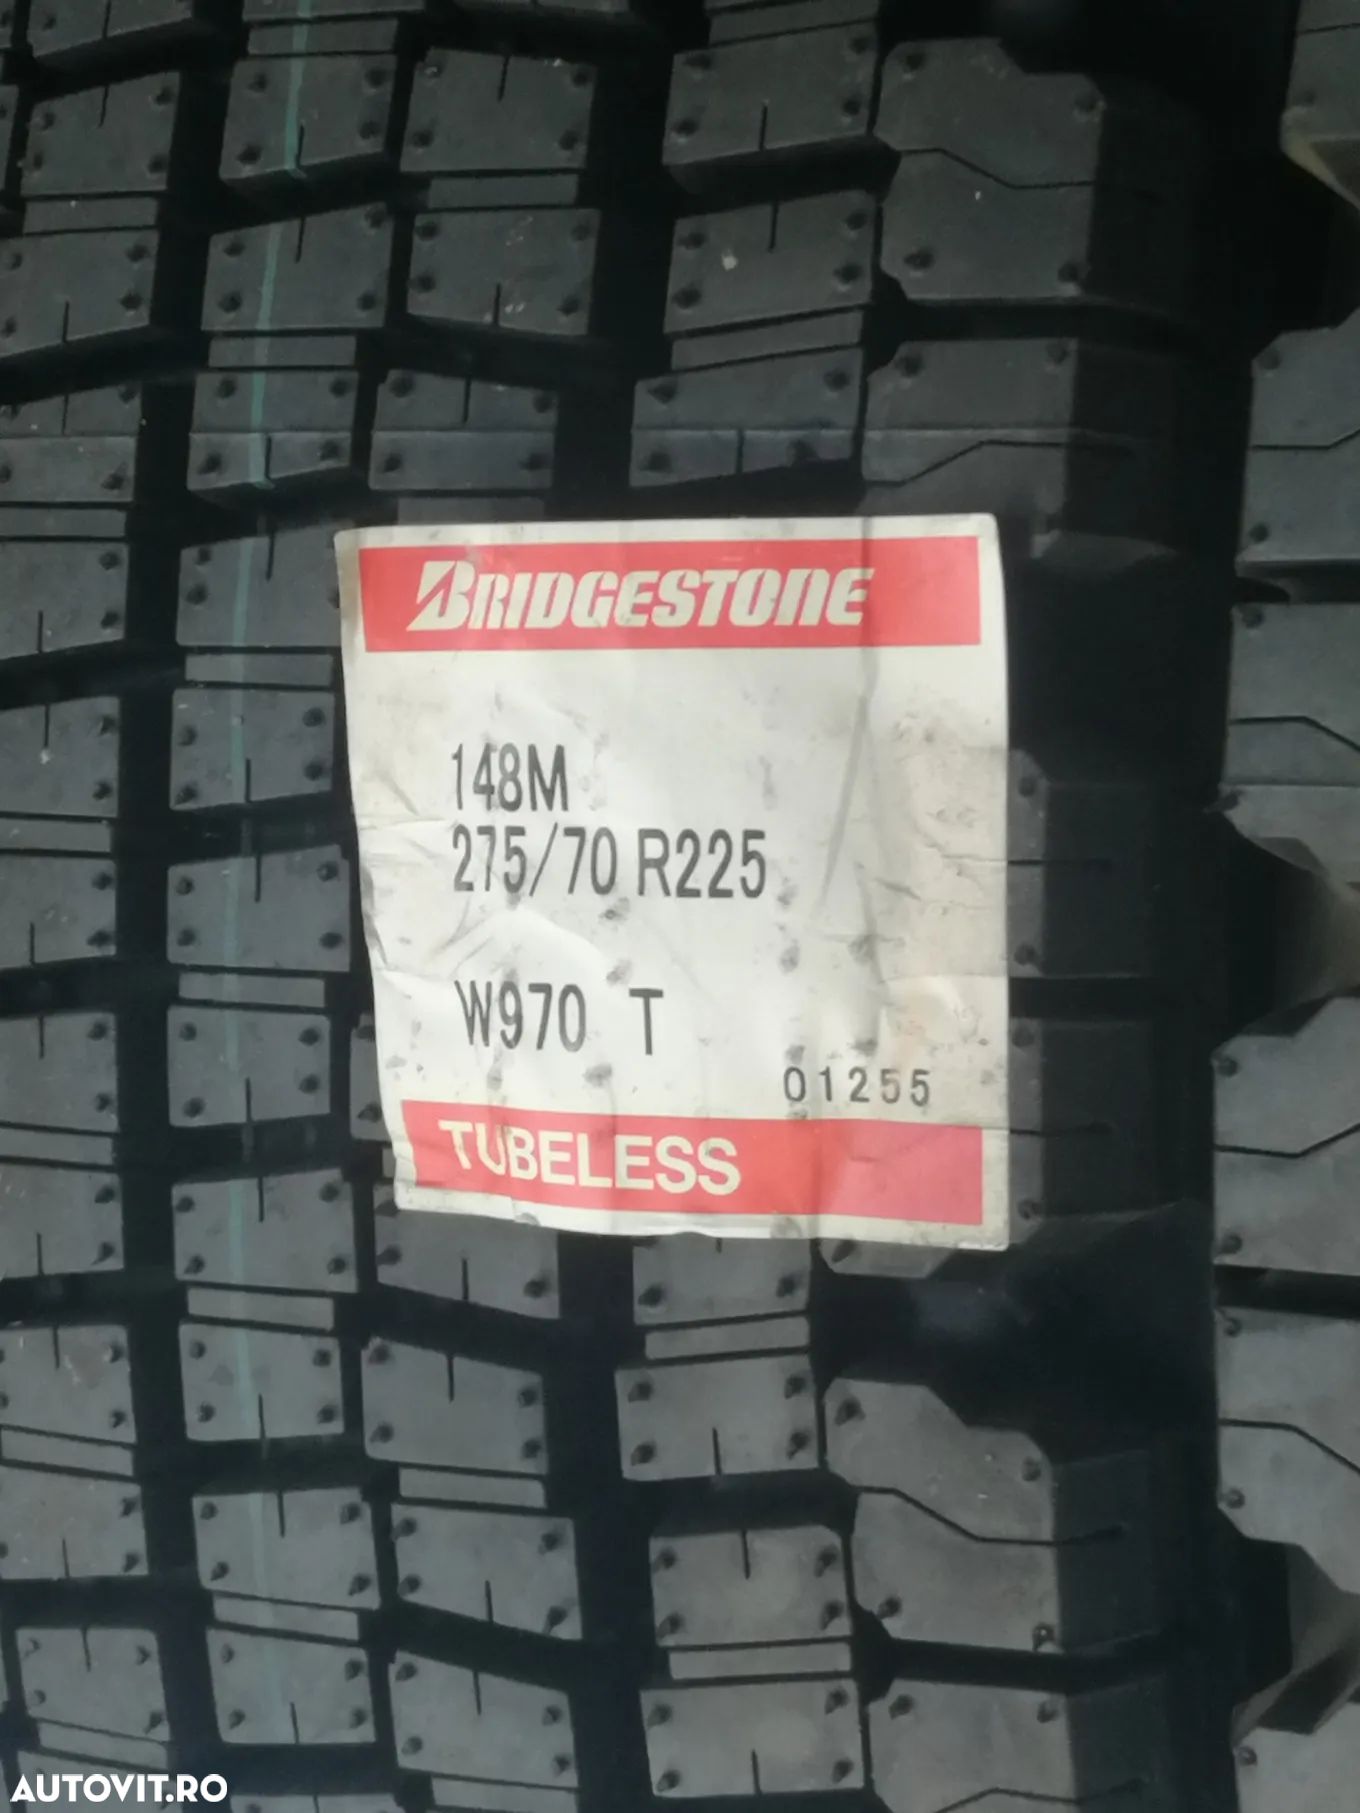 BRIDGESTONE
148M
275/70 R225
W970 T
01255
TUBELESS
AUTOVIT.RO